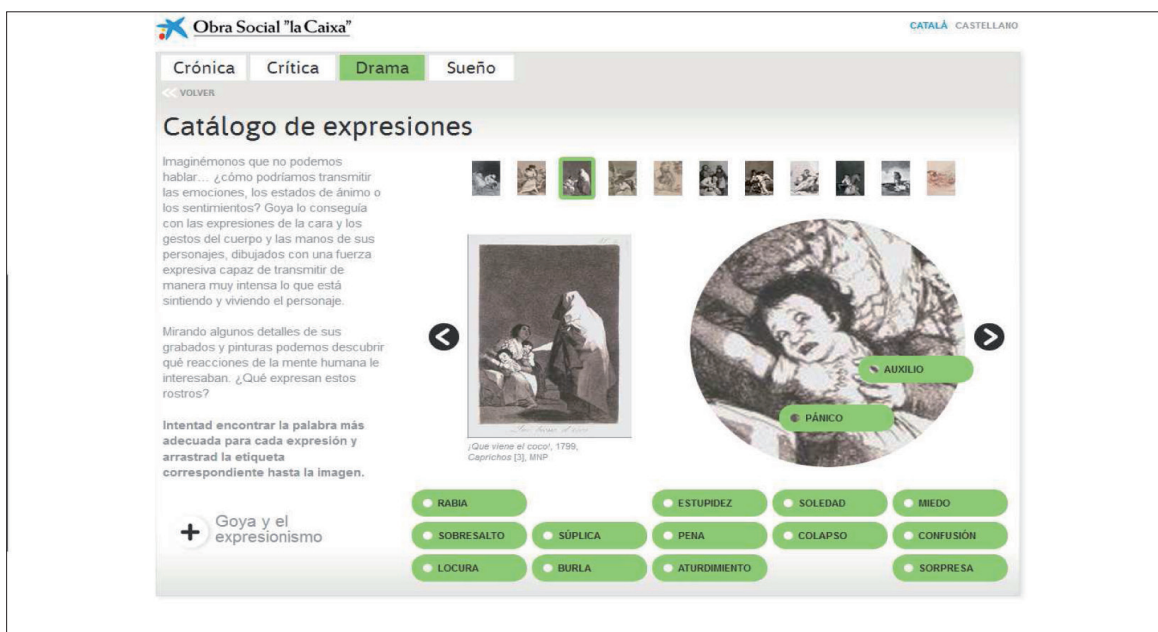 Obra Social "la Caixa"
CATALÀ CASTELLANO
Crónica Crítica Drama Sueño
<< VOLVER
Catálogo de expresiones
Imaginémonos que no podemos
hablar... ¿cómo podríamos transmitir
las emociones, los estados de ánimo o
los sentimientos? Goya lo conseguía
con las expresiones de la cara y los
gestos del cuerpo y las manos de sus
personajes, dibujados con una fuerza
expresiva capaz de transmitir de
manera muy intensa lo que está
sintiendo y viviendo el personaje.
Mirando algunos detalles de sus
grabados y pinturas podemos descubrir
qué reacciones de la mente humana le
interesaban. ¿Qué expresan estos
rostros?
Intentad encontrar la palabra más
adecuada para cada expresión y
arrastrad la etiqueta
correspondiente hasta la imagen.
Goya y el
expresionismo
¡Que viene el coco!, 1799,
Caprichos [3], MNP
AUXILIO
PÁNICO
RABIA ESTUPIDEZ SOLEDAD MIEDO
SOBRESALTO SÚPLICA PENA COLAPSO CONFUSIÓN
LOCURA BURLA ATURDIMIENTO SORPRESA